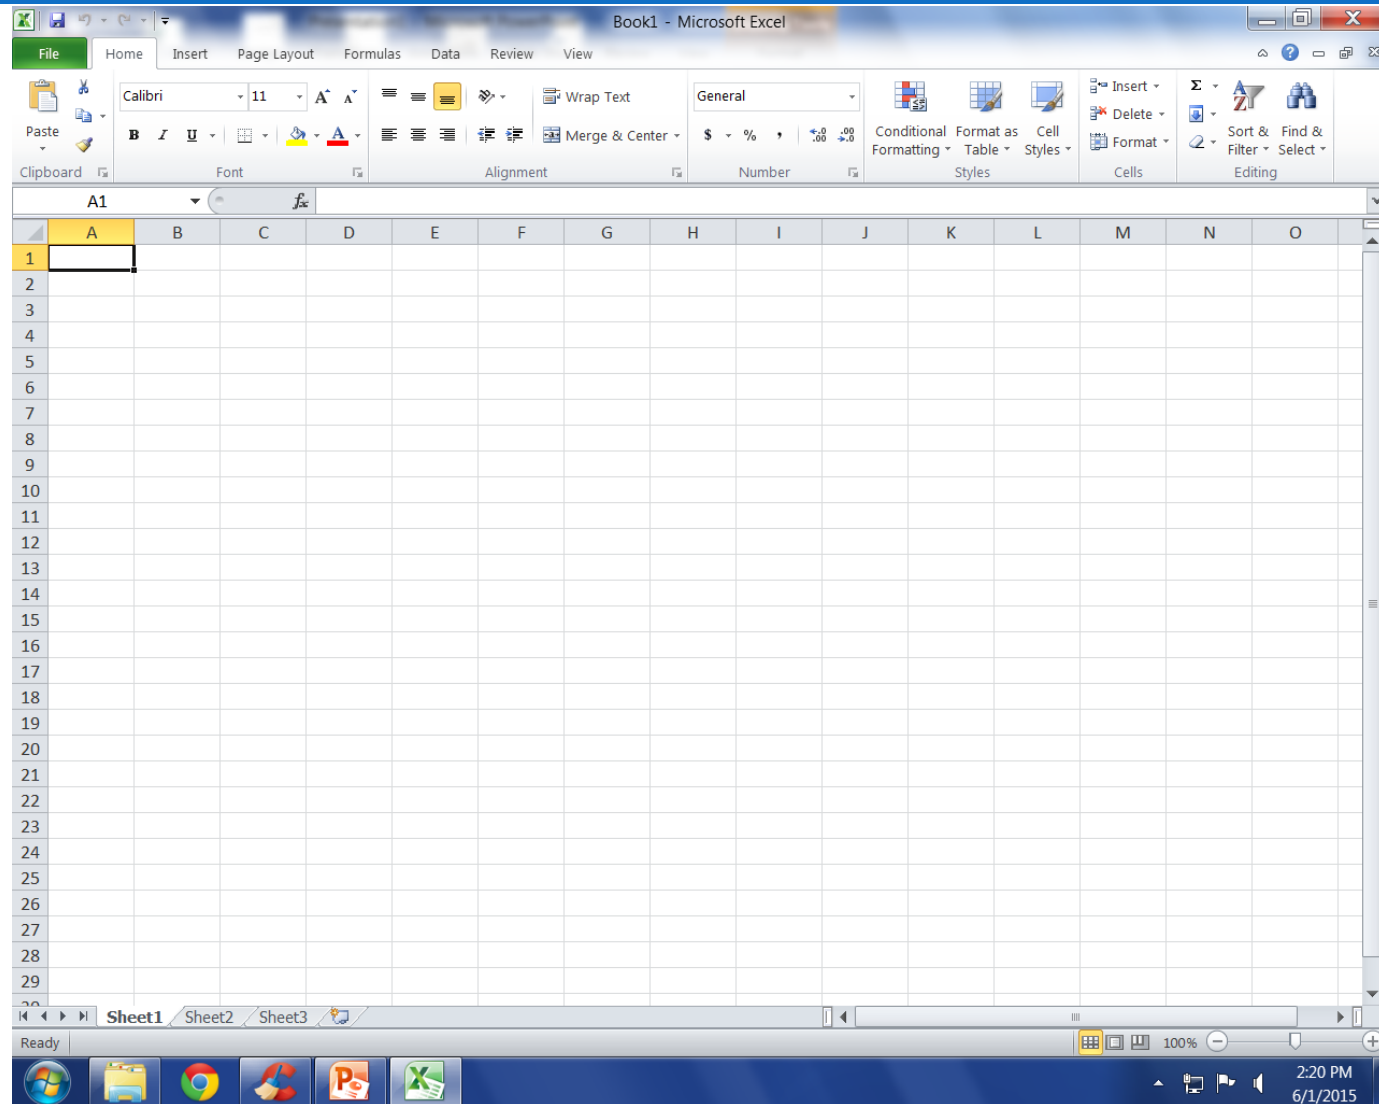 Book1 - Microsoft Excel
File Home Insert Page Layout Formulas Data Review View
Calibri 11 Wrap Text General Insert
Paste Delete
B I U A Merge & Center $ % , .00 .0 Conditional Formatting Format as Table Cell Styles Format Sort & Filter Find & Select
Clipboard Font Alignment Number Styles Cells Editing
A1 fx
A B C D E F G H I J K L M N O
1
2
3
4
5
6
7
8
9
10
11
12
13
14
15
16
17
18
19
20
21
22
23
24
25
26
27
28
29
Sheet1 Sheet2 Sheet3
Ready 100%
2:20 PM
6/1/2015